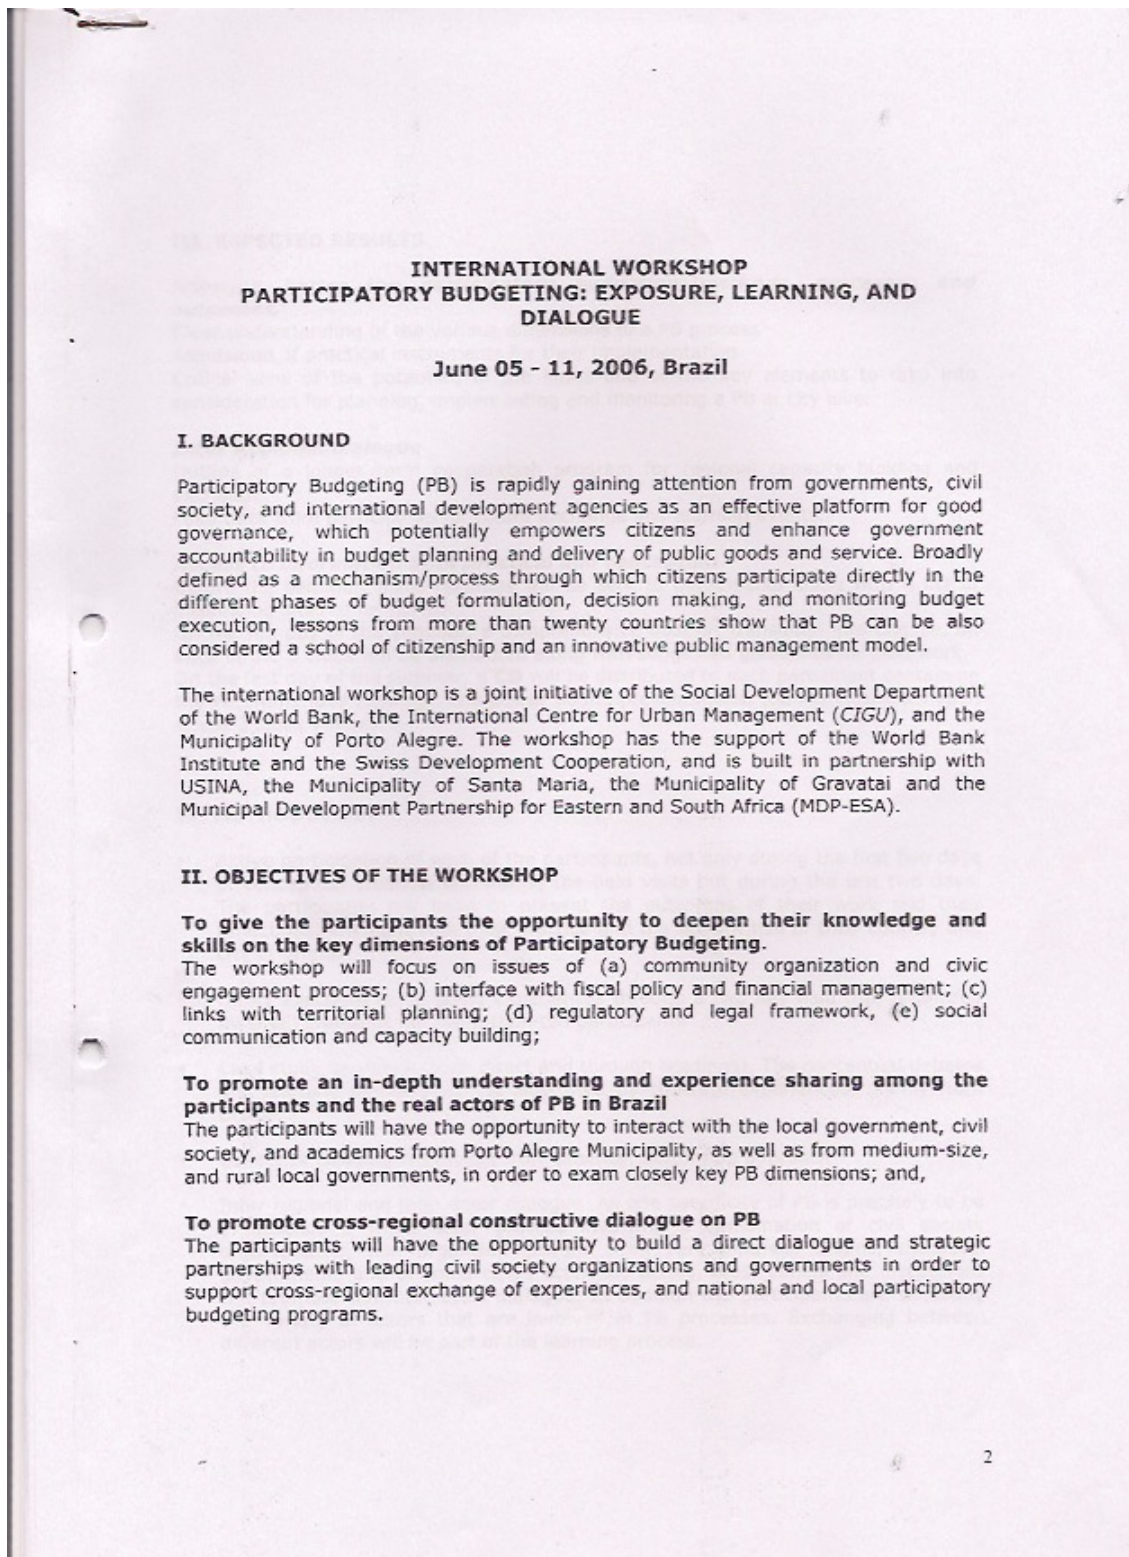 INTERNATIONAL WORKSHOP
PARTICIPATORY BUDGETING: EXPOSURE, LEARNING, AND
DIALOGUE
June 05 - 11, 2006, Brazil
I. BACKGROUND
Participatory Budgeting (PB) is rapidly gaining attention from governments, civil
society, and international development agencies as an effective platform for good
governance, which potentially empowers citizens and enhance government
accountability in budget planning and delivery of public goods and service. Broadly
defined as a mechanism/process through which citizens participate directly in the
different phases of budget formulation, decision making, and monitoring budget
execution, lessons from more than twenty countries show that PB can be also
considered a school of citizenship and an innovative public management model.
The international workshop is a joint initiative of the Social Development Department
of the World Bank, the International Centre for Urban Management (CIGU), and the
Municipality of Porto Alegre. The workshop has the support of the World Bank
Institute and the Swiss Development Cooperation, and is built in partnership with
USINA, the Municipality of Santa Maria, the Municipality of Gravatai and the
Municipal Development Partnership for Eastern and South Africa (MDP-ESA).
II. OBJECTIVES OF THE WORKSHOP
To give the participants the opportunity to deepen their knowledge and
skills on the key dimensions of Participatory Budgeting.
The workshop will focus on issues of (a) community organization and civic
engagement process; (b) interface with fiscal policy and financial management; (c)
links with territorial planning; (d) regulatory and legal framework, (e) social
communication and capacity building;
To promote an in-depth understanding and experience sharing among the
participants and the real actors of PB in Brazil
The participants will have the opportunity to interact with the local government, civil
society, and academics from Porto Alegre Municipality, as well as from medium-size,
and rural local governments, in order to exam closely key PB dimensions; and,
To promote cross-regional constructive dialogue on PB
The participants will have the opportunity to build a direct dialogue and strategic
partnerships with leading civil society organizations and governments in order to
support cross-regional exchange of experiences, and national and local participatory
budgeting programs.
2